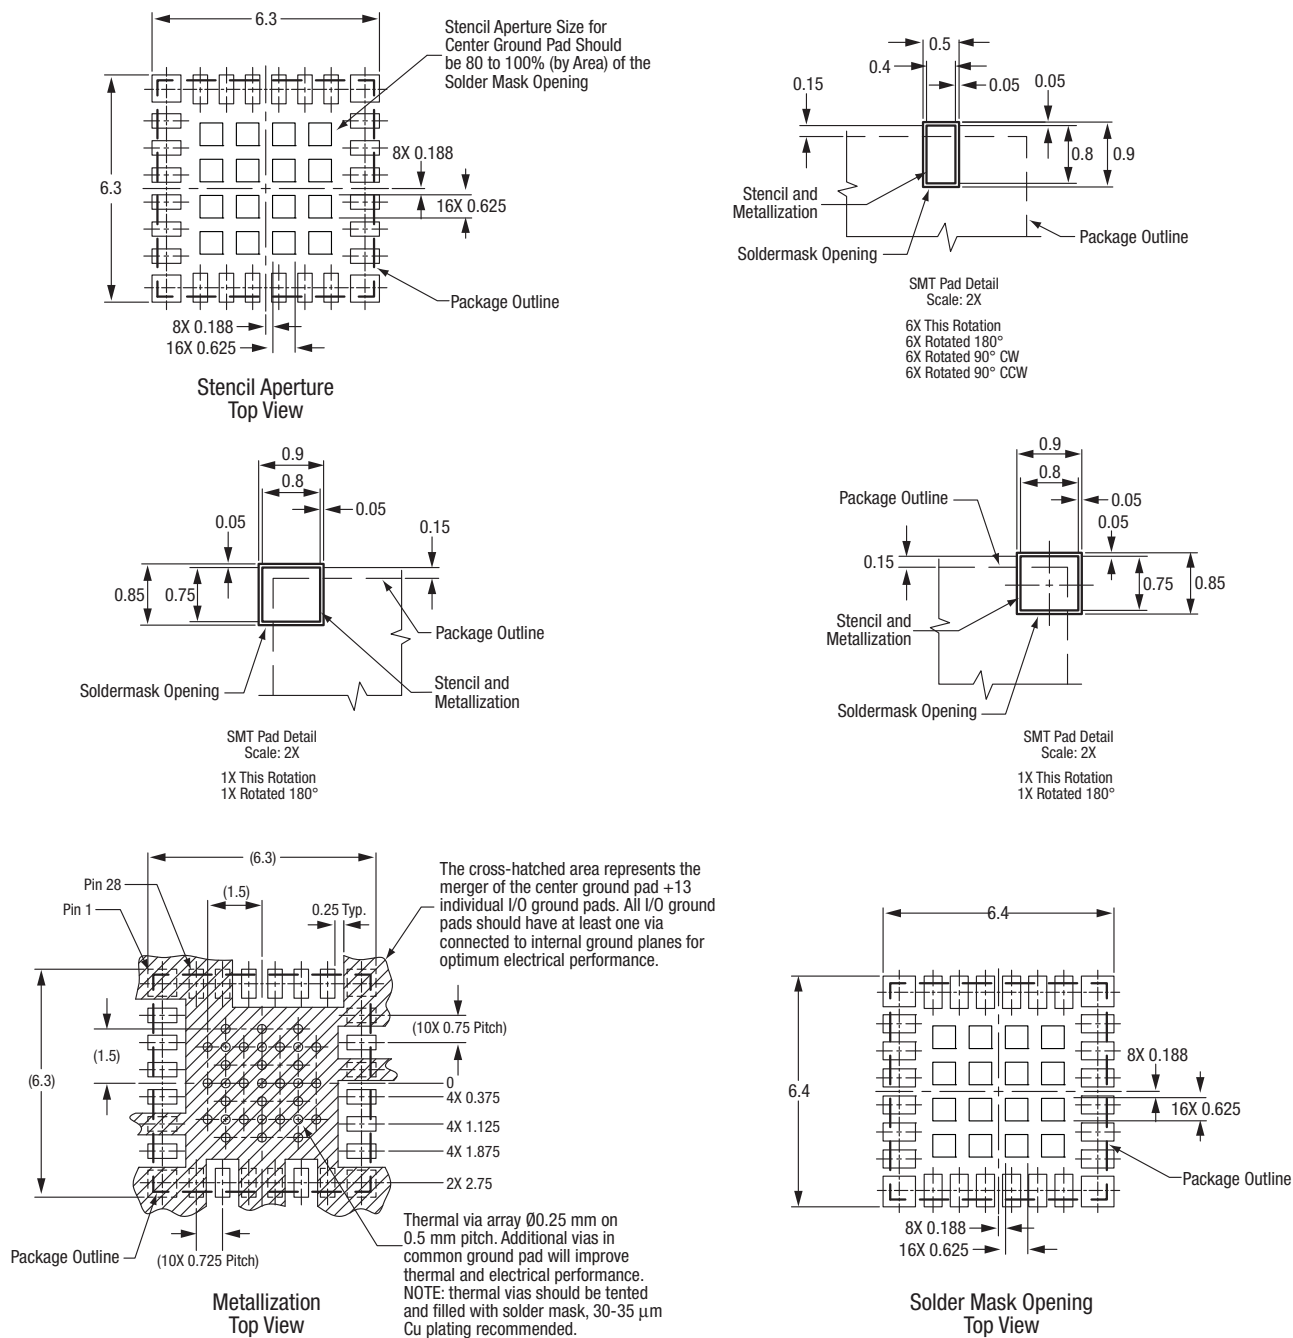 6.3
Stencil Aperture Size for
Center Ground Pad Should
be 80 to 100% (by Area) of the
Solder Mask Opening
6.3
8X 0.188
16X 0.625
Package Outline
8X 0.188
16X 0.625
Stencil Aperture
Top View
0.5
0.4
0.05
0.15
0.05
0.8
0.9
Stencil and
Metallization
Soldermask Opening
Package Outline
SMT Pad Detail
Scale: 2X
6X This Rotation
6X Rotated 180°
6X Rotated 90° CW
6X Rotated 90° CCW
0.9
0.8
0.05
0.05
0.15
0.85
0.75
Package Outline
Soldermask Opening
Stencil and
Metallization
SMT Pad Detail
Scale: 2X
1X This Rotation
1X Rotated 180°
0.9
0.8
Package Outline
0.05
0.05
0.15
0.75
0.85
Stencil and
Metallization
Soldermask Opening
SMT Pad Detail
Scale: 2X
1X This Rotation
1X Rotated 180°
(6.3)
Pin 28
Pin 1
(1.5)
0.25 Typ.
The cross-hatched area represents the
merger of the center ground pad +13
individual I/O ground pads. All I/O ground
pads should have at least one via
connected to internal ground planes for
optimum electrical performance.
(10X 0.75 Pitch)
(1.5)
(6.3)
0
4X 0.375
4X 1.125
4X 1.875
2X 2.75
Package Outline
(10X 0.725 Pitch)
Thermal via array Ø0.25 mm on
0.5 mm pitch. Additional vias in
common ground pad will improve
thermal and electrical performance.
NOTE: thermal vias should be tented
and filled with solder mask, 30-35 μm
Cu plating recommended.
Metallization
Top View
6.4
6.4
8X 0.188
16X 0.625
Package Outline
8X 0.188
16X 0.625
Solder Mask Opening
Top View